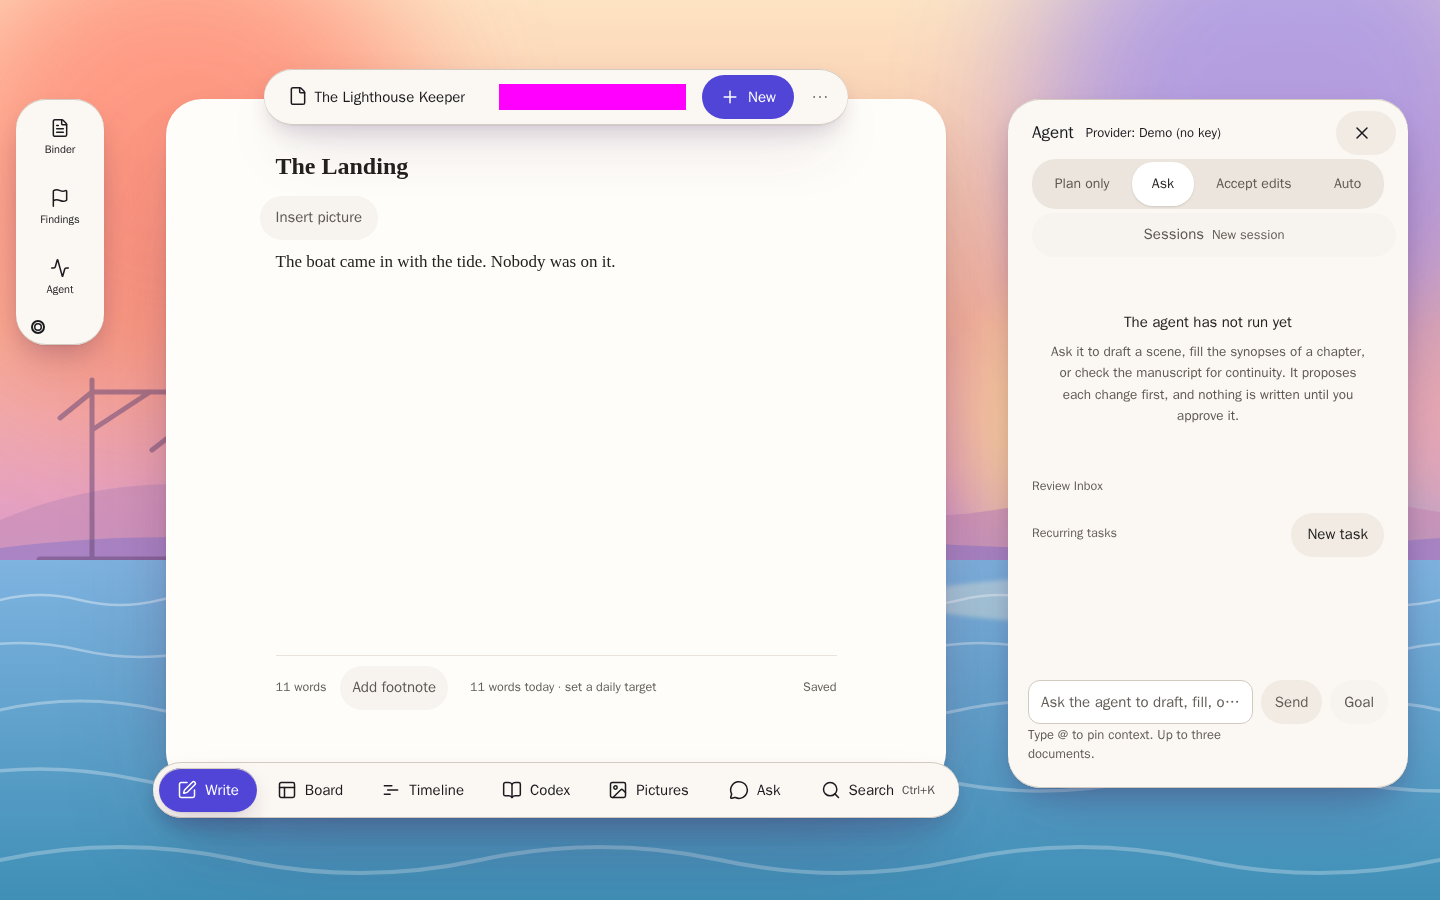 The Lighthouse Keeper
New
Binder
Findings
Agent
The Landing
Insert picture
The boat came in with the tide. Nobody was on it.
11 words
Add footnote
11 words today · set a daily target
Saved
Write
Board
Timeline
Codex
Pictures
Ask
Search Ctrl+K
Agent Provider: Demo (no key)
Plan only
Ask
Accept edits
Auto
Sessions New session
The agent has not run yet
Ask it to draft a scene, fill the synopses of a chapter,
or check the manuscript for continuity. It proposes
each change first, and nothing is written until you
approve it.
Review Inbox
Recurring tasks
New task
Ask the agent to draft, fill, o···
Send
Goal
Type @ to pin context. Up to three
documents.